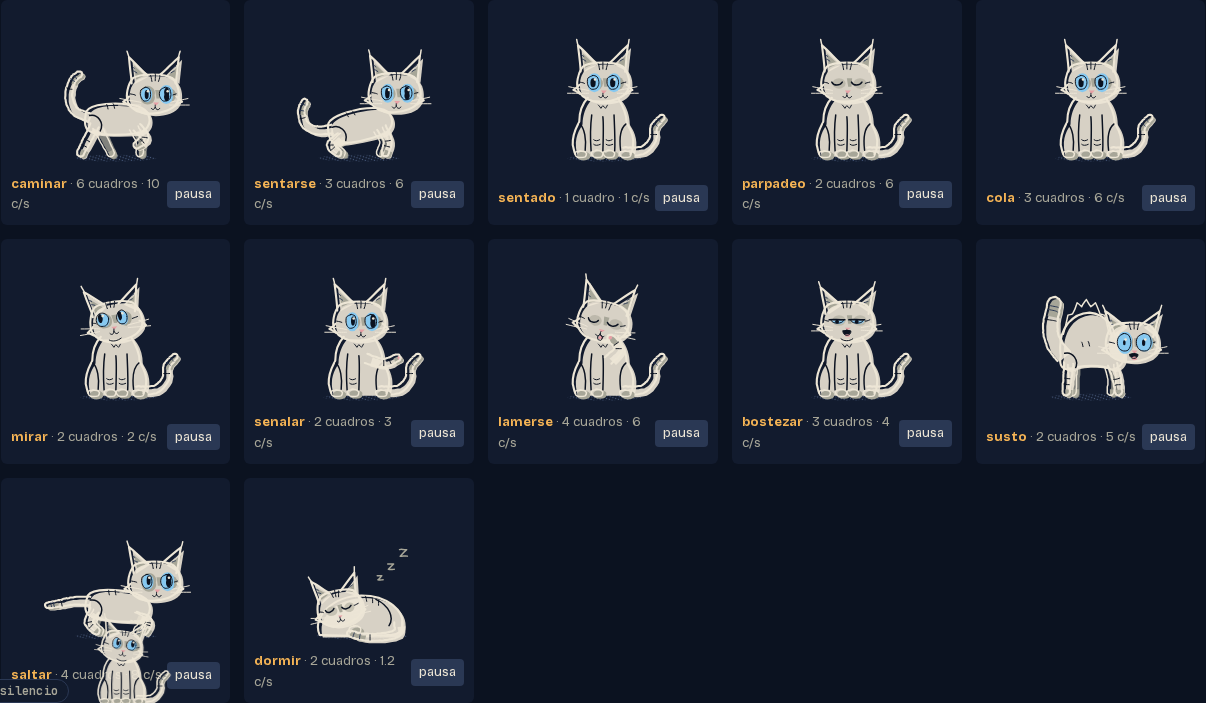 caminar · 6 cuadros · 10 c/s
pausa
sentarse · 3 cuadros · 6 c/s
pausa
sentado · 1 cuadro · 1 c/s
pausa
parpadeo · 2 cuadros · 6 c/s
pausa
cola · 3 cuadros · 6 c/s
pausa
mirar · 2 cuadros · 2 c/s
pausa
senalar · 2 cuadros · 3 c/s
pausa
lamerse · 4 cuadros · 6 c/s
pausa
bostezar · 3 cuadros · 4 c/s
pausa
susto · 2 cuadros · 5 c/s
pausa
z
z
z
saltar · 4 c/s
pausa
silencio
dormir · 2 cuadros · 1.2 c/s
pausa